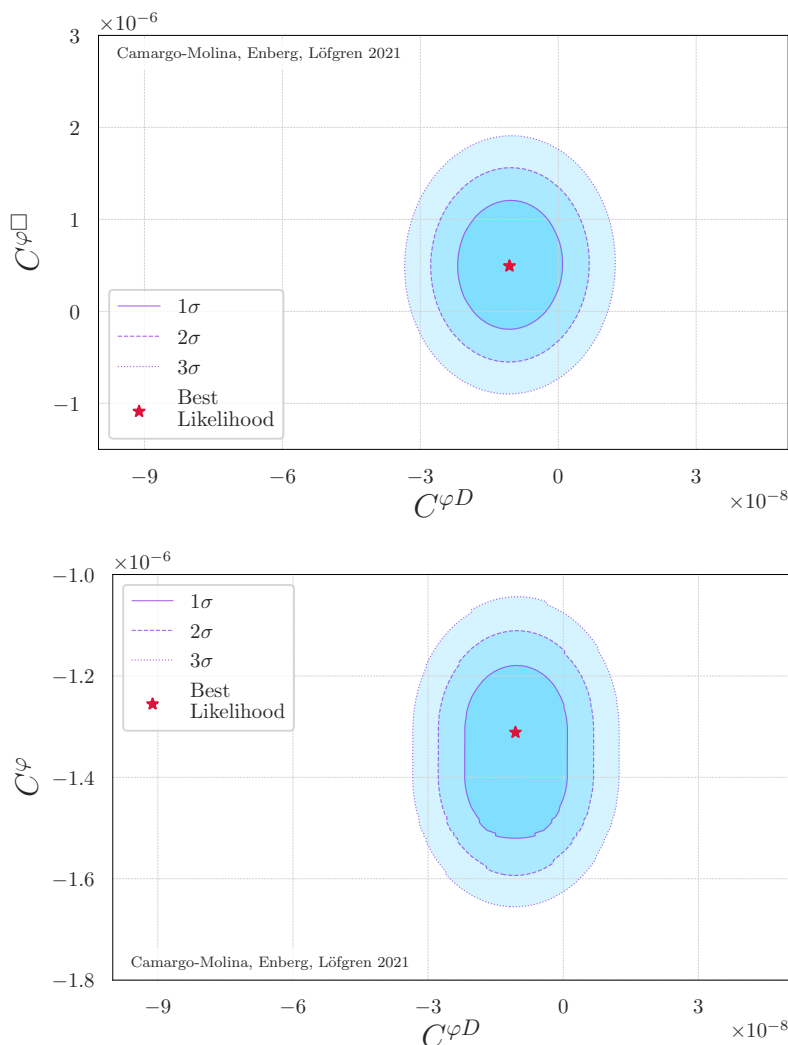 ×10⁻⁶
Camargo-Molina, Enberg, Löfgren 2021
3
2
1
0
−1
C^{φ□}
1σ
2σ
3σ
Best
Likelihood
−9 −6 −3 0 3
C^{φD} ×10⁻⁸
×10⁻⁶
−1.0
−1.2
−1.4
−1.6
−1.8
C^φ
1σ
2σ
3σ
Best
Likelihood
Camargo-Molina, Enberg, Löfgren 2021
−9 −6 −3 0 3
C^{φD} ×10⁻⁸